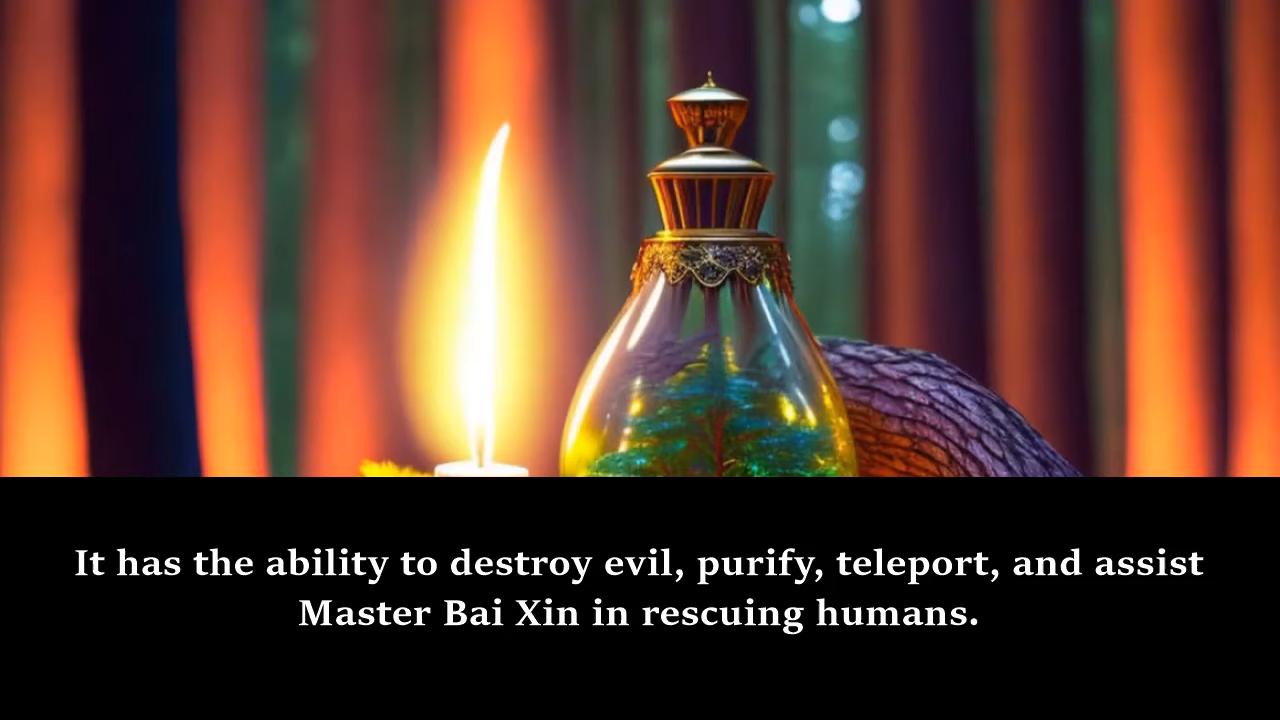 It has the ability to destroy evil, purify, teleport, and assist
Master Bai Xin in rescuing humans.